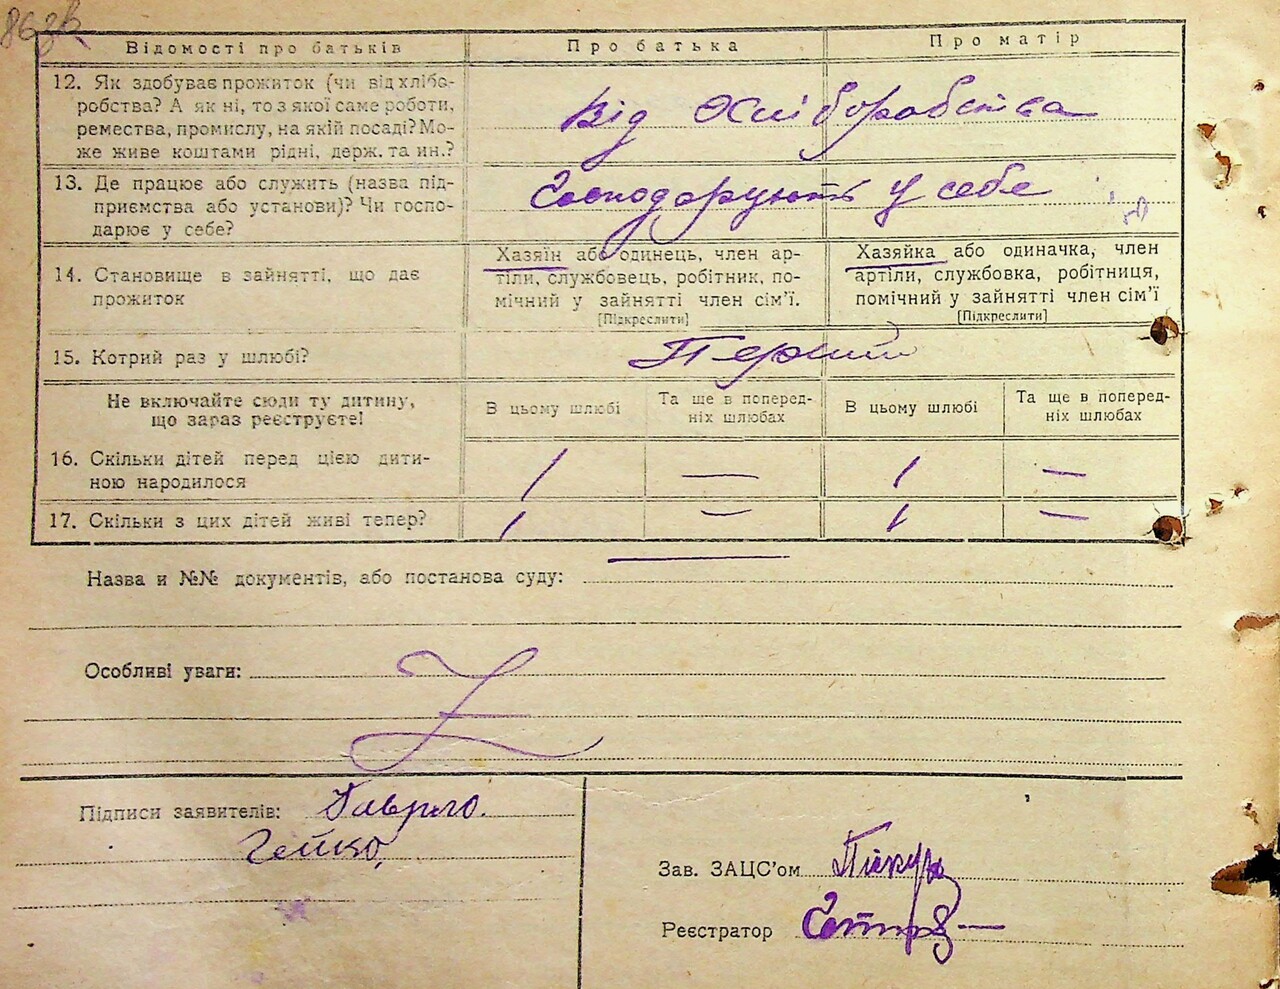 86зв
Відомості про батьків Про батька Про матір
12. Як здобуває прожиток (чи від хлібо-
робства? А як ні, то з якої саме роботи,
ремества, промислу, на якій посаді? Мо-
же живе коштами рідні, держ. та ин.?
Від Хліборобства
13. Де працює або служить (назва під-
приємства або установи)? Чи госпо-
дарює у себе?
Господарують у себе
14. Становище в зайнятті, що дає
прожиток
Хазяїн або одинець, член ар-
тіли, службовець, робітник, по-
мічний у зайнятті член сім'ї.
[Підкреслити]
Хазяйка або одиначка, член
артіли, службовка, робітниця,
помічний у зайнятті член сім'ї
[Підкреслити]
15. Котрий раз у шлюбі?
Перший
Не включайте сюди ту дитину,
що зараз реєструєте!
В цьому шлюбі
Та ще в поперед-
ніх шлюбах
В цьому шлюбі
Та ще в поперед-
ніх шлюбах
16. Скільки дітей перед цією дити-
ною народилося
1 — 1 —
17. Скільки з цих дітей живі тепер?
1 — 1 —
Назва и №№ документів, або постанова суду:
Особливі уваги:
Підписи заявителів: Гаврило
Гейко,
Зав. ЗАЦС'ом
Реєстратор